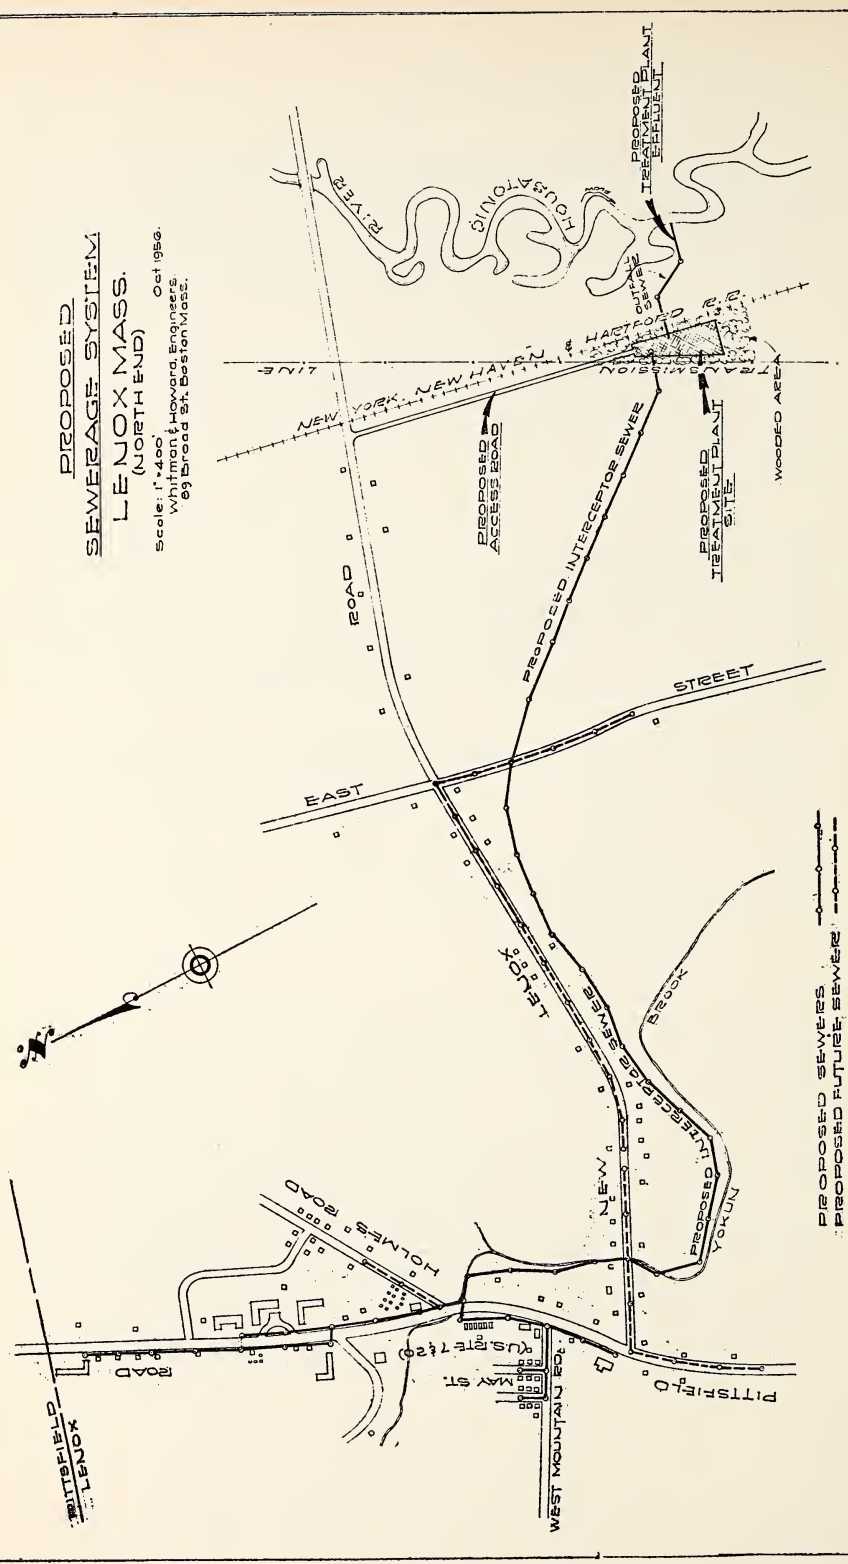 PROPOSED
SEWERAGE SYSTEM
LENOX MASS.
(NORTH END)
Scale: 1"=400' Oct 1956.
Whitman & Howard, Engineers.
89 Broad St. Boston Mass.
PROPOSED
TREATMENT PLANT
EFFLUENT
RIVER
HOUSATONIC
FLOW
OUTFALL
SEWER
NEW YORK, NEW HAVEN & HARTFORD R.R.
TRANSMISSION LINE
WOODED AREA
PROPOSED
ACCESS ROAD
PROPOSED
TREATMENT PLANT
SITE
PROPOSED INTERCEPTOR SEWER
NEW LENOX ROAD
EAST STREET
PROPOSED INTERCEPTOR SEWER
YOKUN BROOK
N
HOLMES ROAD
PITTSFIELD ROAD
(U.S. RTE 7 & 20)
MAY ST.
WEST MOUNTAIN RD.
PITTSFIELD
LENOX
PROPOSED SEWERS
PROPOSED FUTURE SEWER